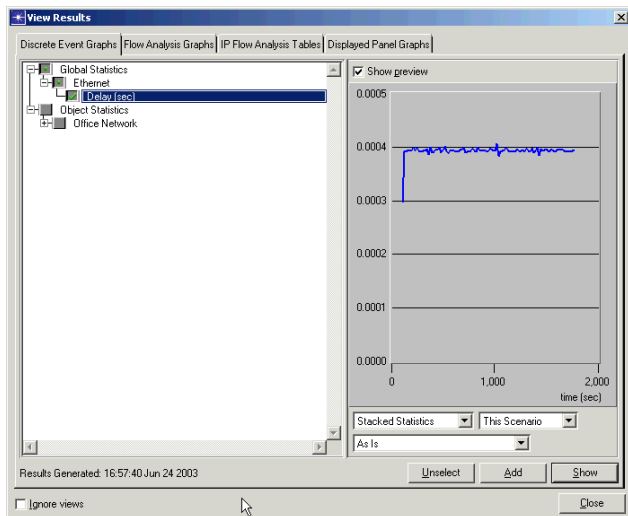 View Results
Discrete Event Graphs Flow Analysis Graphs IP Flow Analysis Tables Displayed Panel Graphs
Global Statistics
Ethernet
Delay (sec)
Object Statistics
Office Network
Show preview
0.0005
0.0004
0.0003
0.0002
0.0001
0.0000
0 1,000 2,000
time (sec)
Stacked Statistics This Scenario
As Is
Results Generated: 16:57:40 Jun 24 2003 Unselect Add Show
Ignore views Close